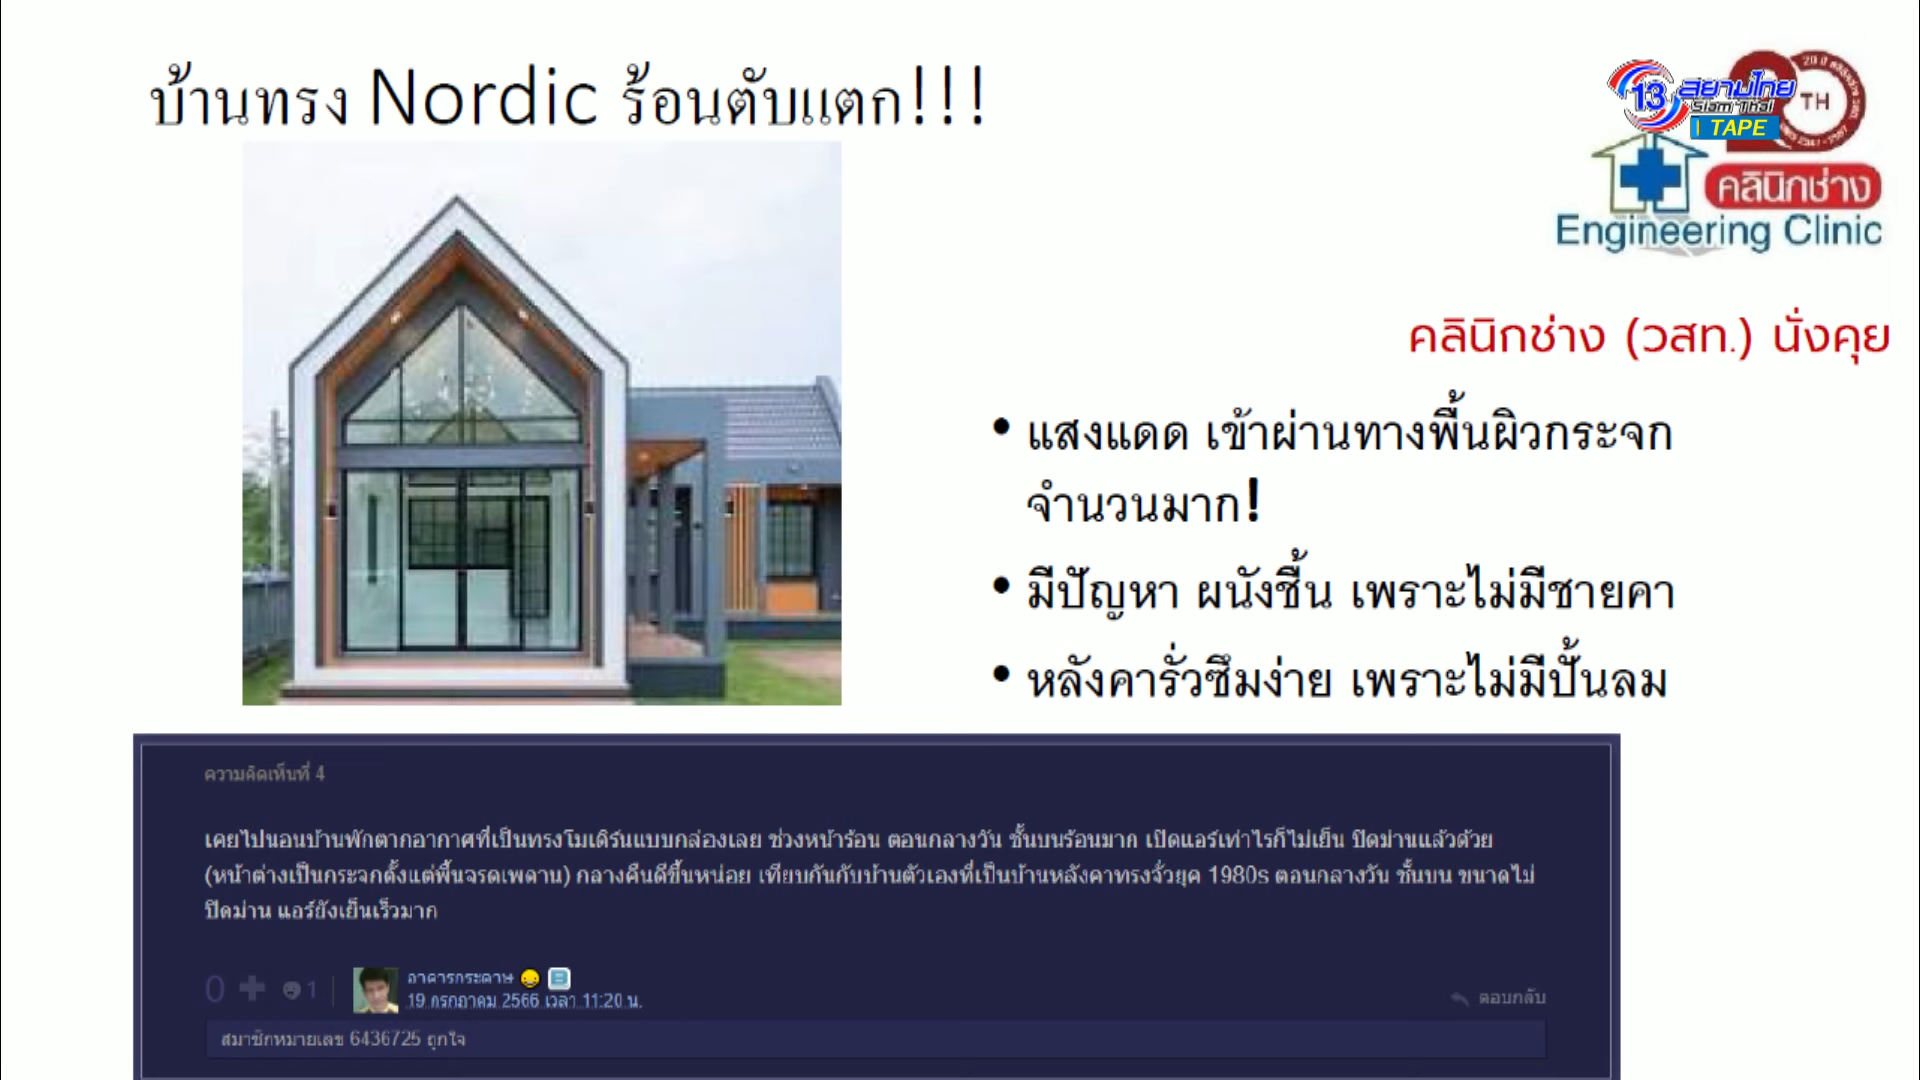 บ้านทรง Nordic ร้อนตับแตก!!!
13 สยามไทย
Siam Thai
TAPE
TH
คลินิกช่าง
Engineering Clinic
คลินิกช่าง (วสท.) นั่งคุย
• แสงแดด เข้าผ่านทางพื้นผิวกระจก
จำนวนมาก!
• มีปัญหา ผนังชื้น เพราะไม่มีชายคา
• หลังคารั่วซึมง่าย เพราะไม่มีปั้นลม
ความคิดเห็นที่ 4
เคยไปนอนบ้านพักตากอากาศที่เป็นทรงโมเดิร์นแบบกล่องเลย ช่วงหน้าร้อน ตอนกลางวัน ชั้นบนร้อนมาก เปิดแอร์เท่าไรก็ไม่เย็น ปิดม่านแล้วด้วย
(หน้าต่างเป็นกระจกตั้งแต่พื้นจรดเพดาน) กลางคืนดีขึ้นหน่อย เทียบกันกับบ้านตัวเองที่เป็นบ้านหลังคาทรงจั่วยุค 1980s ตอนกลางวัน ชั้นบน ขนาดไม่
ปิดม่าน แอร์ยังเย็นเร็วมาก
0 1
อาคารกระดาษ
19 กรกฎาคม 2566 เวลา 11:20 น.
ตอบกลับ
สมาชิกหมายเลข 6436725 ถูกใจ